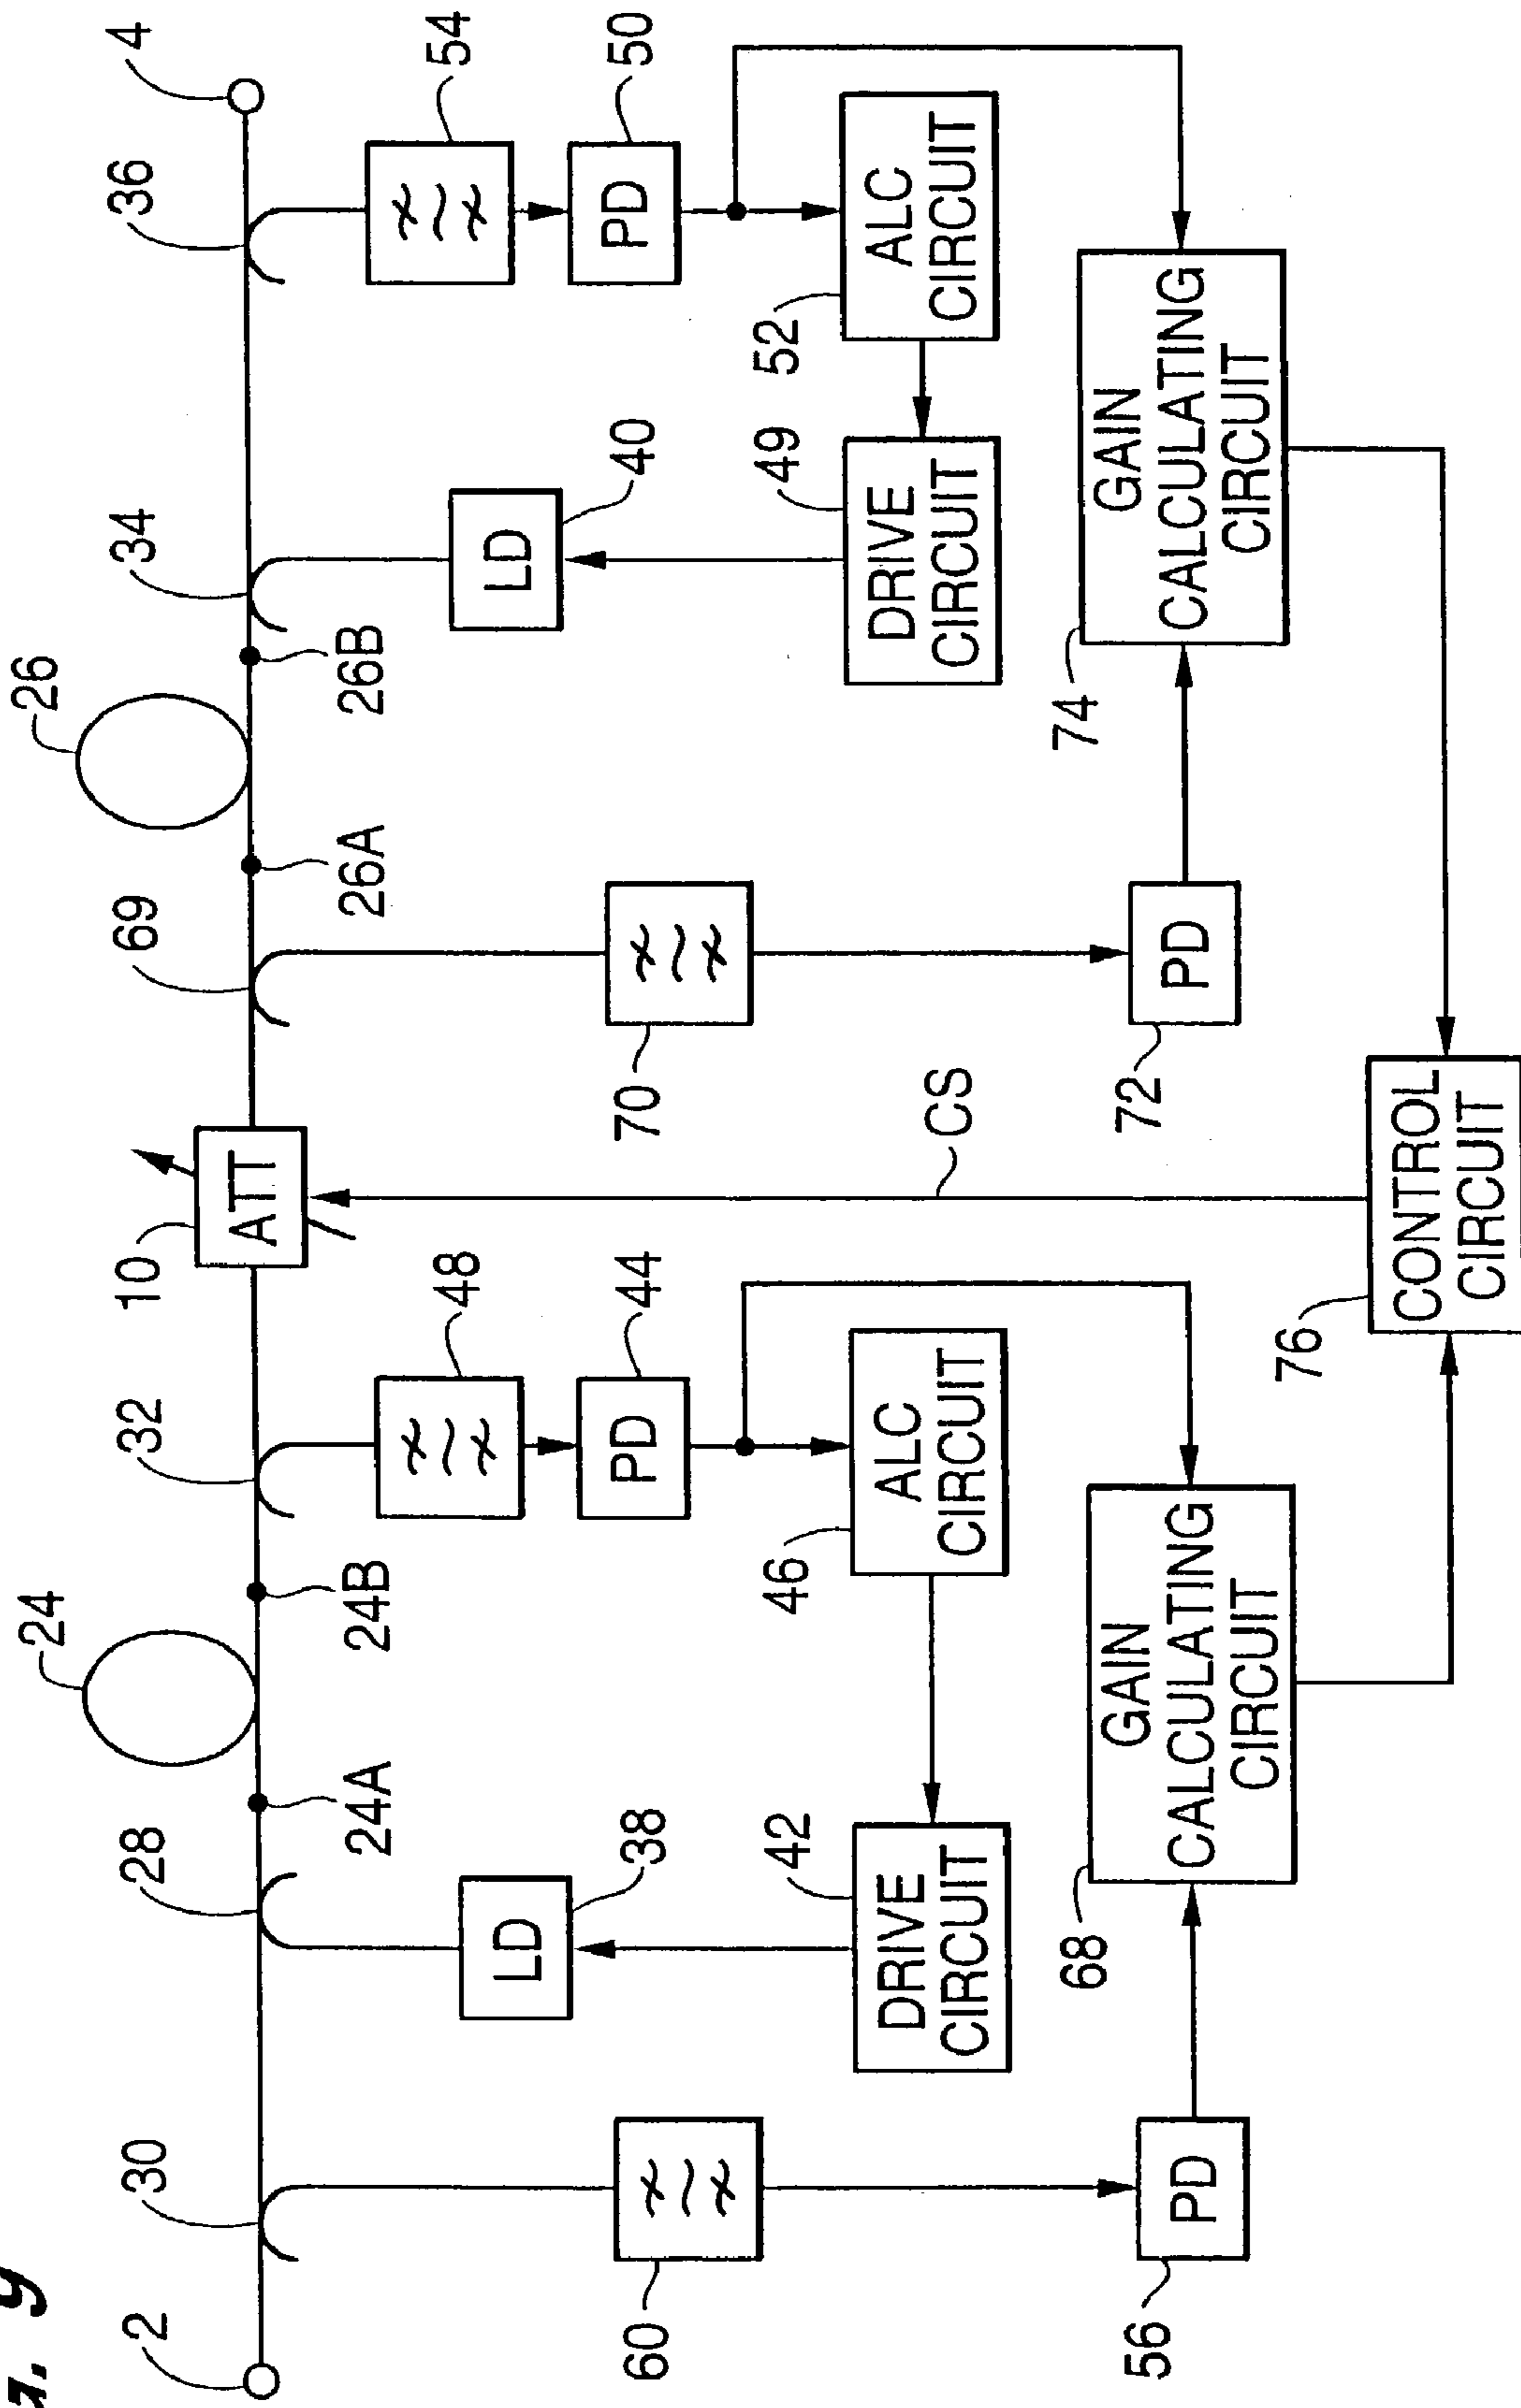 a. 9
2
30
28
24A
24
24B
32
10
ATT
69
26A
26
26B
34
36
4
60
PD
56
LD
38
DRIVE
CIRCUIT
42
48
PD
44
ALC
CIRCUIT
46
GAIN
CALCULATING
CIRCUIT
68
CS
70
PD
72
CONTROL
CIRCUIT
76
LD
40
DRIVE
CIRCUIT
49
54
PD
50
ALC
CIRCUIT
52
GAIN
CALCULATING
CIRCUIT
74